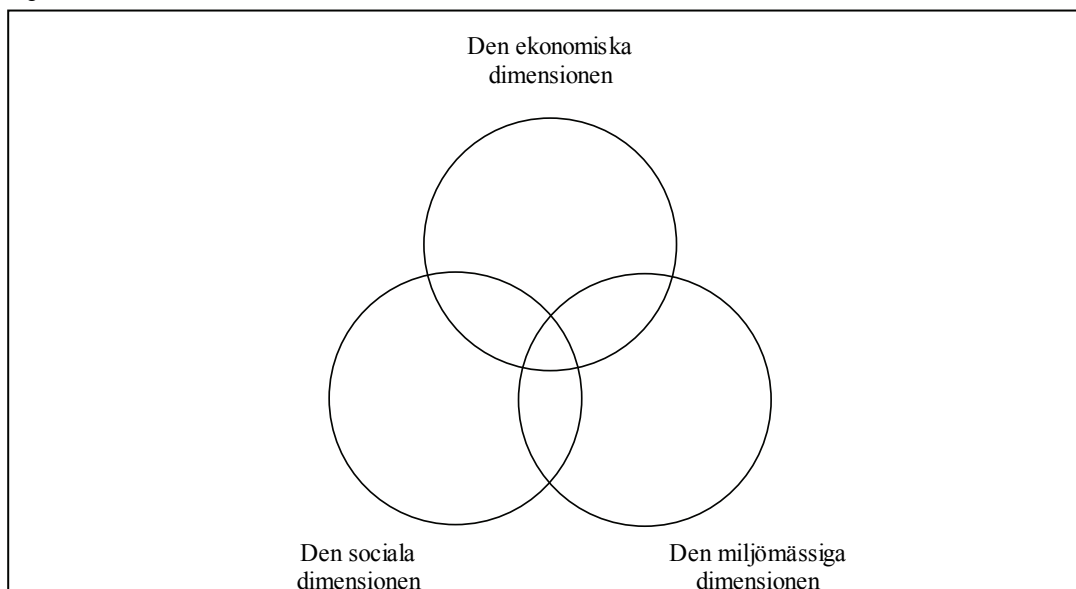 Den ekonomiska
dimensionen
Den sociala
dimensionen
Den miljömässiga
dimensionen